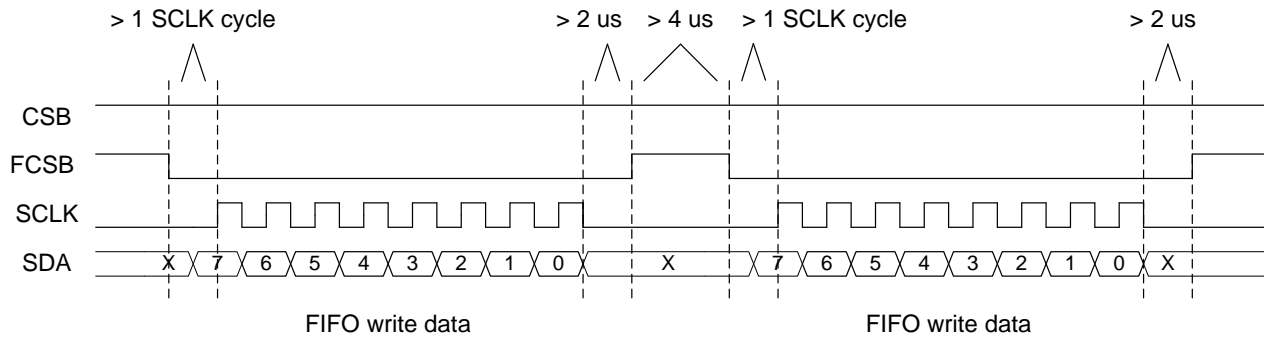 > 1 SCLK cycle > 2 us > 4 us > 1 SCLK cycle > 2 us
CSB
FCSB
SCLK
SDA X 7 6 5 4 3 2 1 0 X 7 6 5 4 3 2 1 0 X
FIFO write data FIFO write data